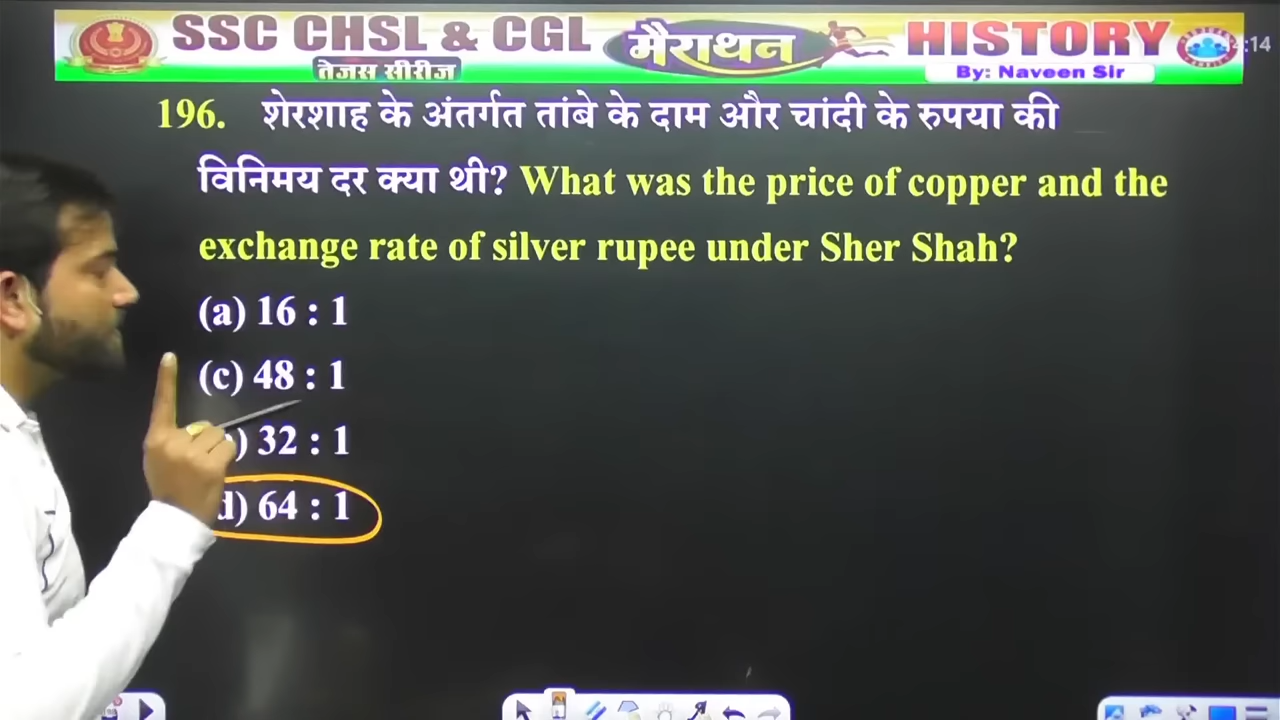 SSC CHSL & CGL
तेजस सीरीज
मैराथन
HISTORY
By: Naveen Sir
:14
196. शेरशाह के अंतर्गत तांबे के दाम और चांदी के रुपया की
विनिमय दर क्या थी? What was the price of copper and the
exchange rate of silver rupee under Sher Shah?
(a) 16 : 1
(c) 48 : 1
) 32 : 1
d) 64 : 1